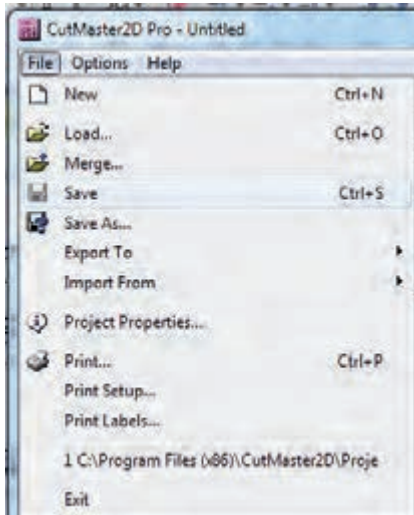 CutMaster2D Pro - Untitled
File Options Help
New Ctrl+N
Load... Ctrl+O
Merge...
Save Ctrl+S
Save As...
Export To
Import From
Project Properties...
Print... Ctrl+P
Print Setup...
Print Labels...
1 C:\Program Files (x86)\CutMaster2D\Proje
Exit